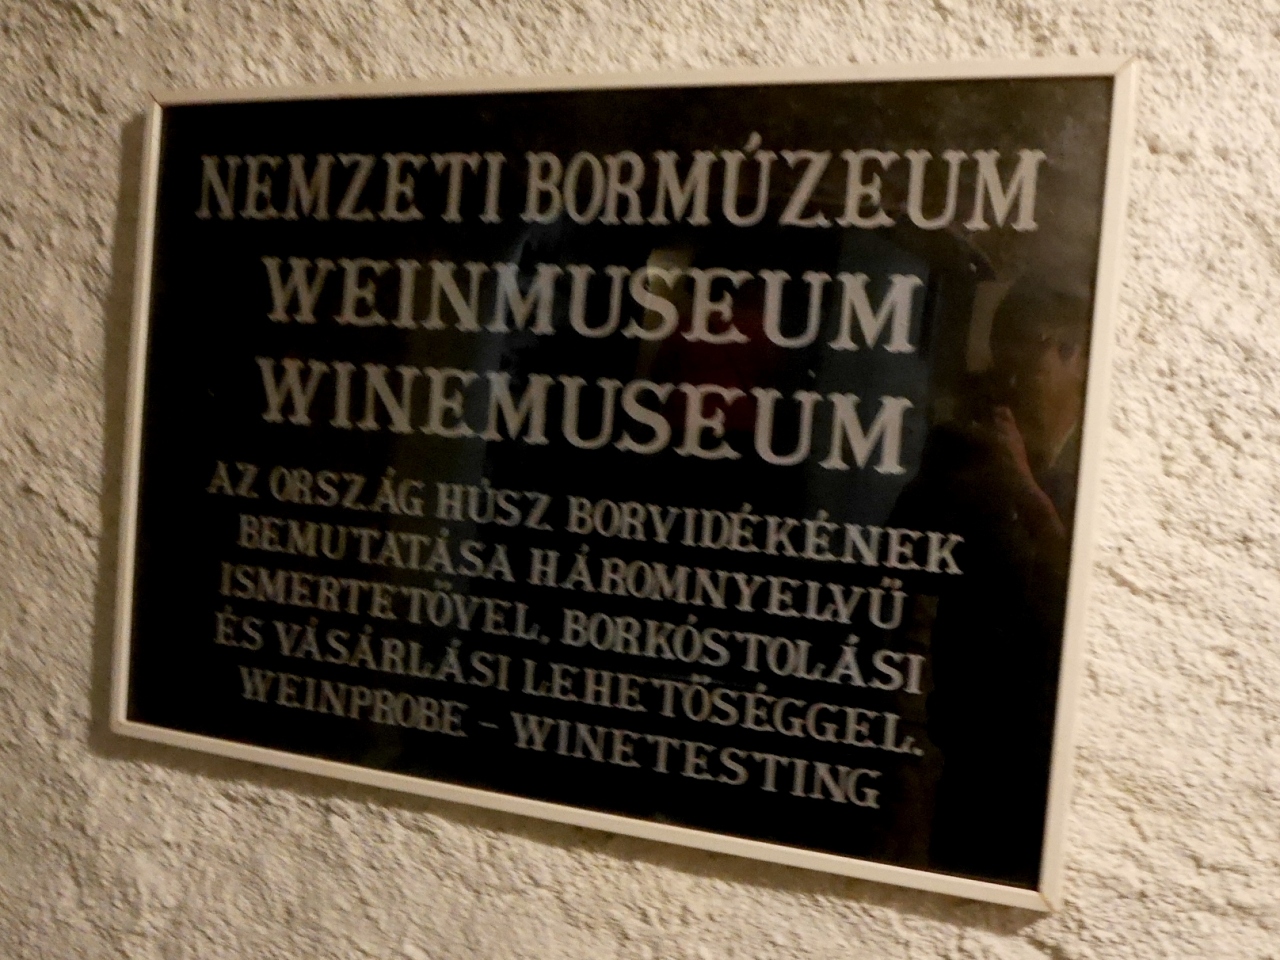 NEMZETI BORMÚZEUM
WEINMUSEUM
WINEMUSEUM
AZ ORSZÁG HÚSZ BORVIDÉKÉNEK
BEMUTATÁSA HÁROMNYELVŰ
ISMERTETŐVEL. BORKÓSTOLÁSI
ÉS VÁSÁRLÁSI LEHETŐSÉGGEL.
WEINPROBE - WINETESTING